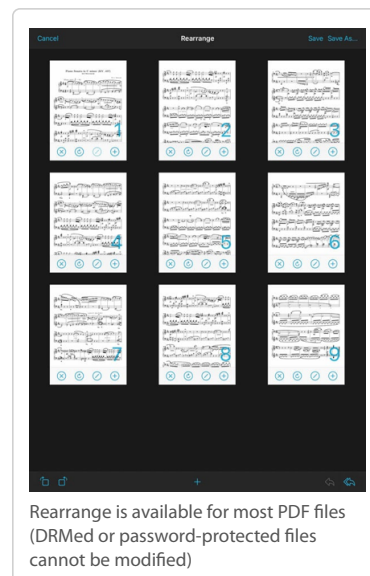 Cancel Rearrange Save Save As...
1 2 3
4 5 6
7 8 9
Rearrange is available for most PDF files
(DRMed or password-protected files
cannot be modified)